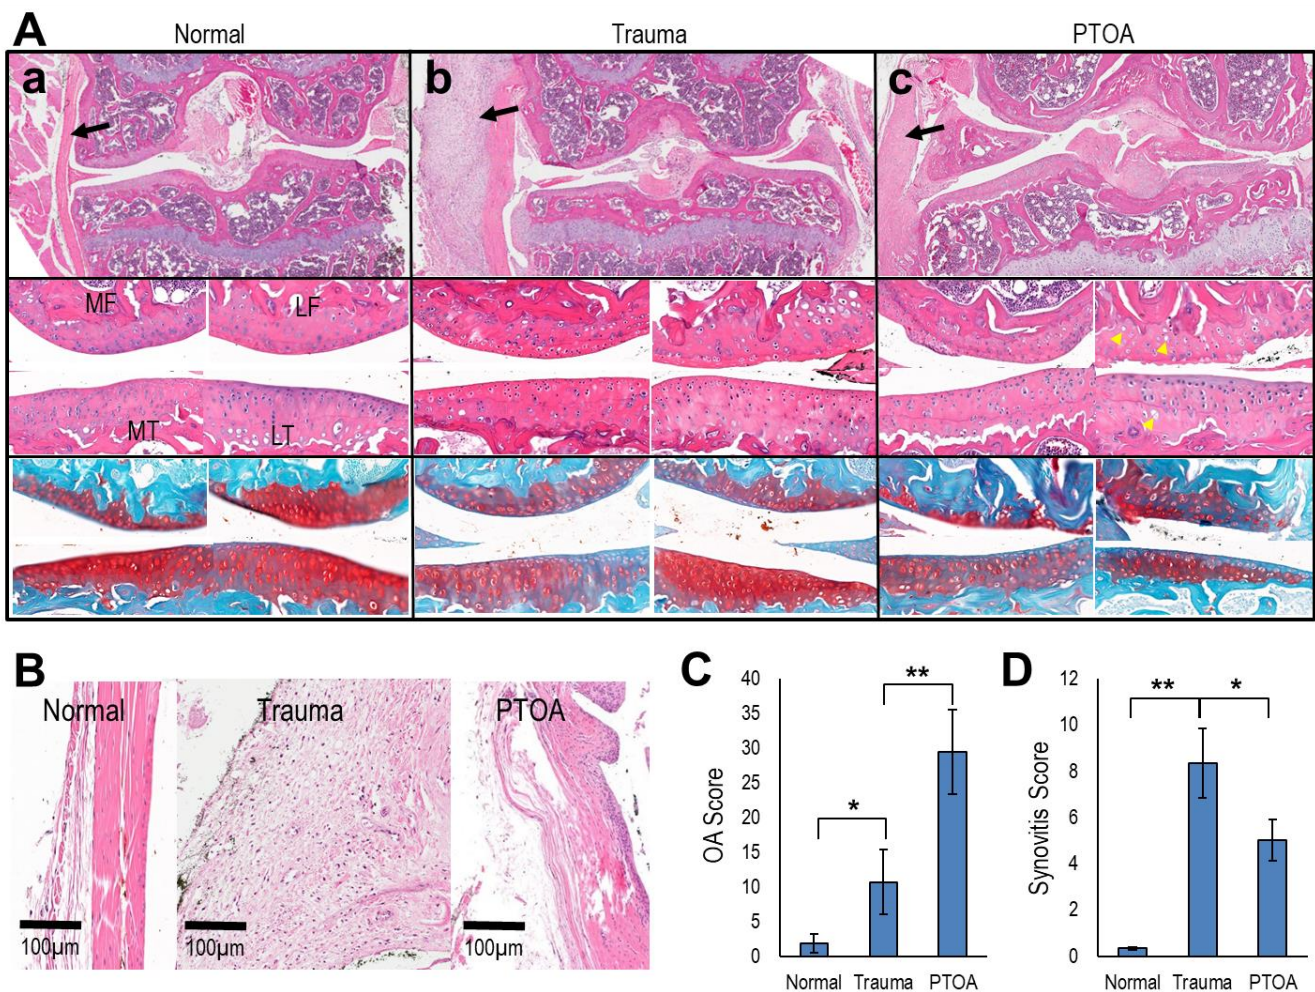 A
Normal
Trauma
PTOA
a
b
c
MF
LF
MT
LT
B
Normal
Trauma
PTOA
100µm
100µm
100µm
C
OA Score
40
35
30
25
20
15
10
5
0
*
**
Normal
Trauma
PTOA
D
Synovitis Score
12
10
8
6
4
2
0
**
*
Normal
Trauma
PTOA